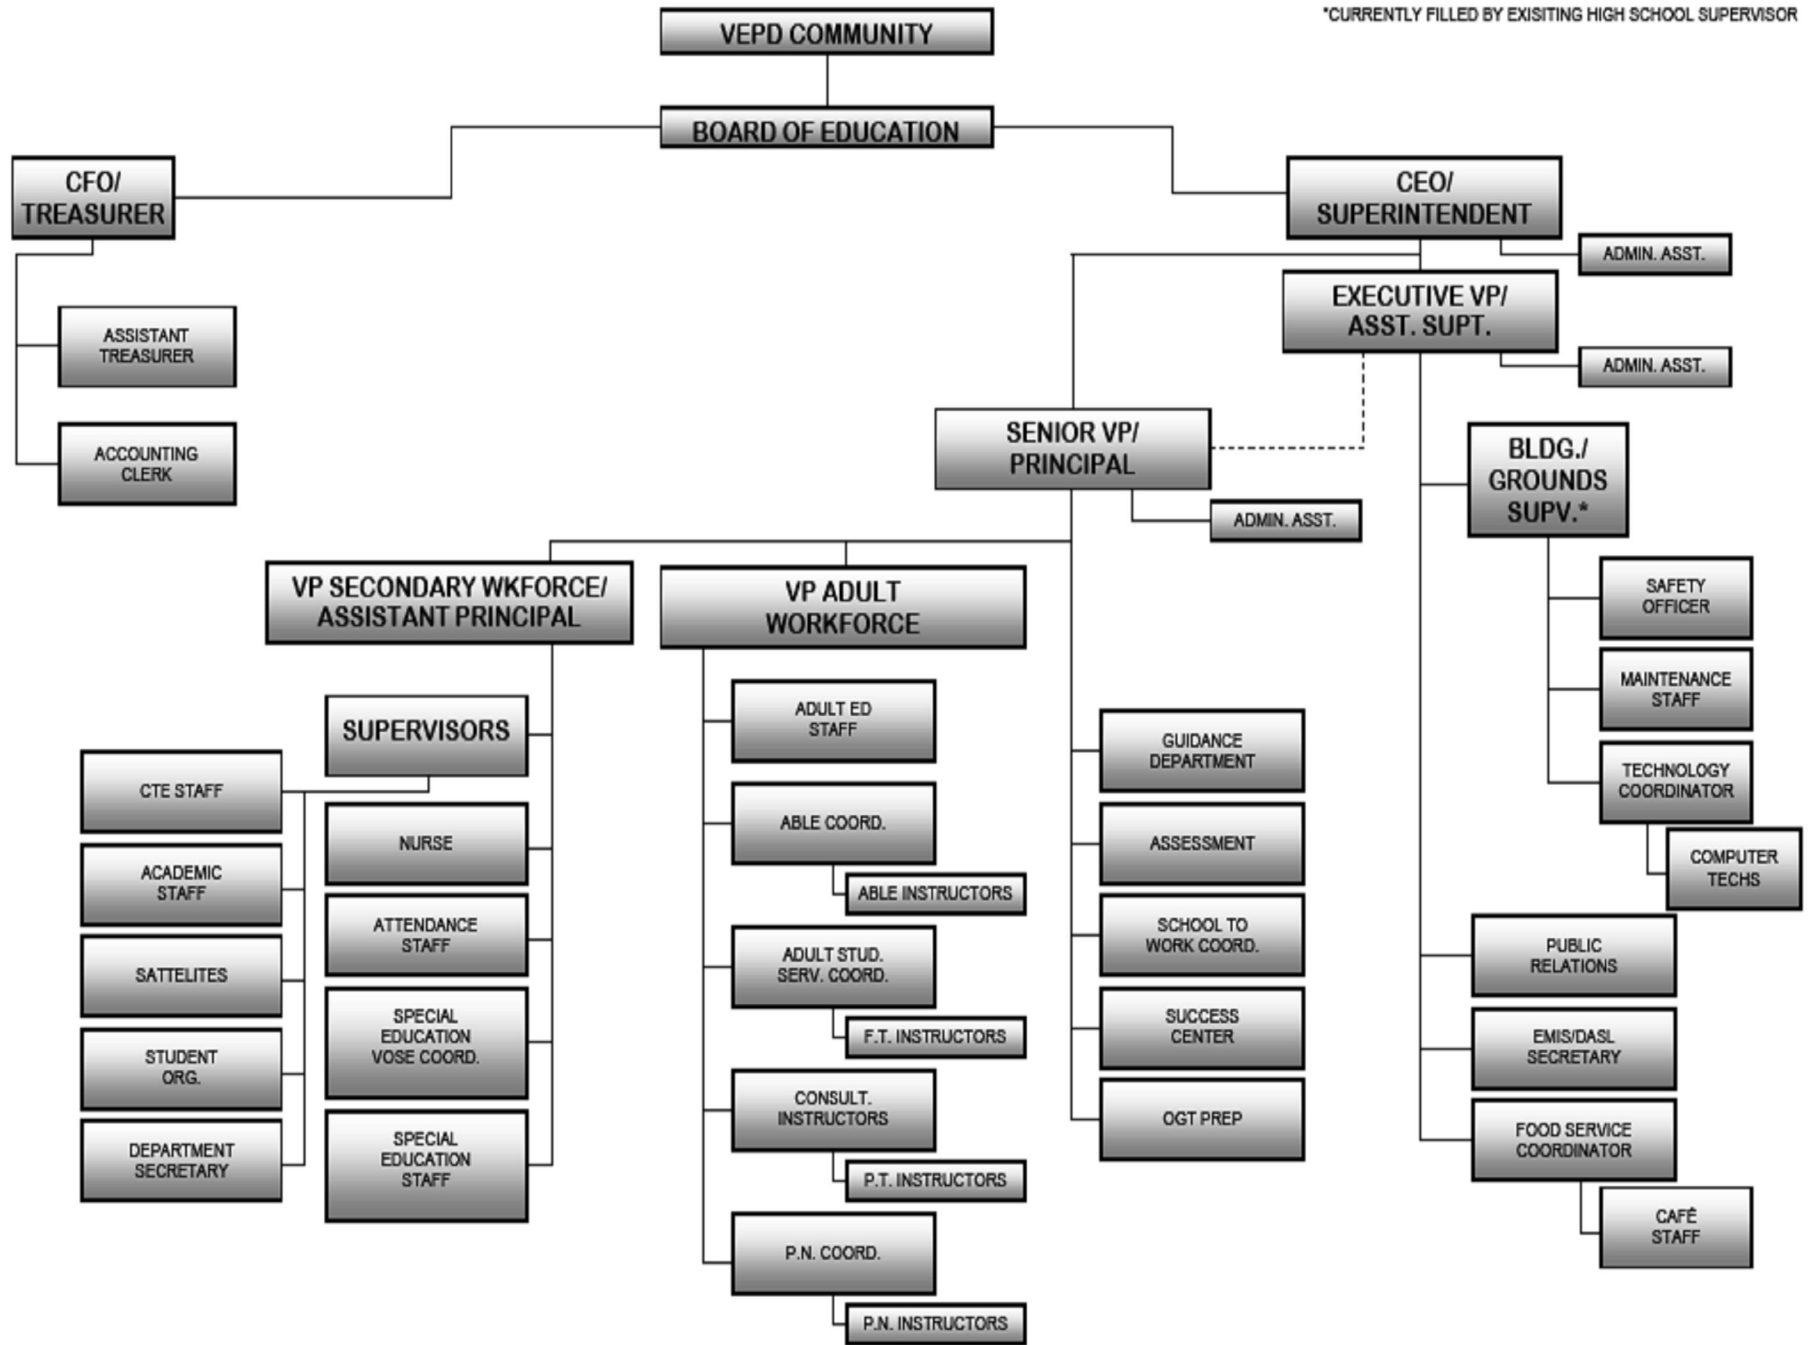 *CURRENTLY FILLED BY EXISITING HIGH SCHOOL SUPERVISOR
VEPD COMMUNITY
BOARD OF EDUCATION
CFO/
TREASURER
ASSISTANT
TREASURER
ACCOUNTING
CLERK
CEO/
SUPERINTENDENT
ADMIN. ASST.
EXECUTIVE VP/
ASST. SUPT.
ADMIN. ASST.
SENIOR VP/
PRINCIPAL
ADMIN. ASST.
VP SECONDARY WKFORCE/
ASSISTANT PRINCIPAL
SUPERVISORS
CTE STAFF
ACADEMIC
STAFF
SATTELITES
STUDENT
ORG.
DEPARTMENT
SECRETARY
NURSE
ATTENDANCE
STAFF
SPECIAL
EDUCATION
VOSE COORD.
SPECIAL
EDUCATION
STAFF
VP ADULT
WORKFORCE
ADULT ED
STAFF
ABLE COORD.
ABLE INSTRUCTORS
ADULT STUD.
SERV. COORD.
F.T. INSTRUCTORS
CONSULT.
INSTRUCTORS
P.T. INSTRUCTORS
P.N. COORD.
P.N. INSTRUCTORS
GUIDANCE
DEPARTMENT
ASSESSMENT
SCHOOL TO
WORK COORD.
SUCCESS
CENTER
OGT PREP
BLDG./
GROUNDS
SUPV.*
SAFETY
OFFICER
MAINTENANCE
STAFF
TECHNOLOGY
COORDINATOR
COMPUTER
TECHS
PUBLIC
RELATIONS
EMIS/DASL
SECRETARY
FOOD SERVICE
COORDINATOR
CAFÉ
STAFF